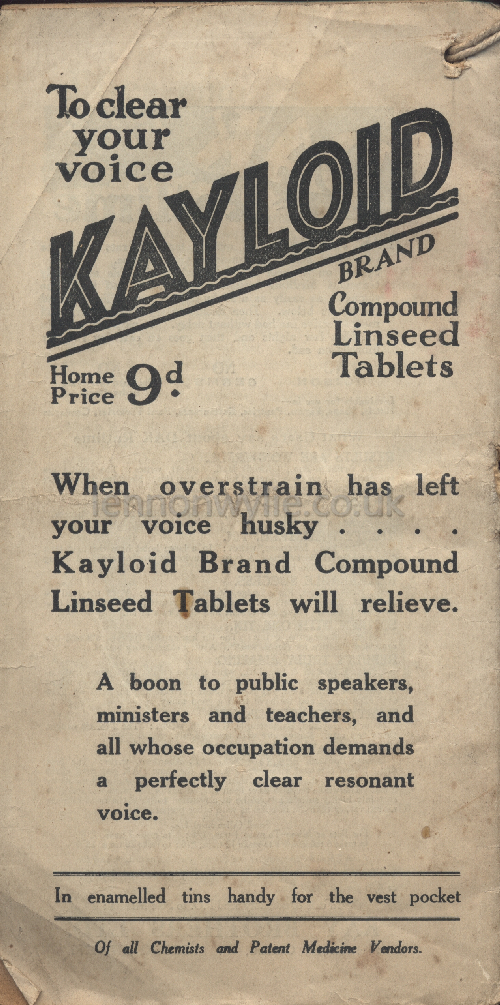 To clear
your
voice
KAYLOID
BRAND
Compound
Linseed
Tablets
Home
Price 9d.
When overstrain has left
your voice husky . . . .
Kayloid Brand Compound
Linseed Tablets will relieve.
A boon to public speakers,
ministers and teachers, and
all whose occupation demands
a perfectly clear resonant
voice.
In enamelled tins handy for the vest pocket
Of all Chemists and Patent Medicine Vendors.
lennonwylie.co.uk